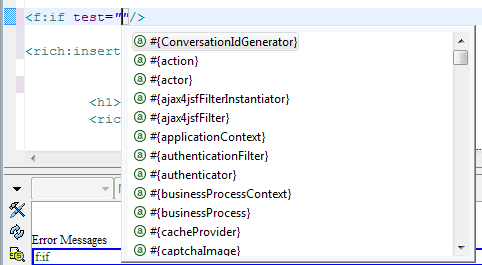 <f:if test=""/>
<rich:insert
<h1>
<ric
#{ConversationIdGenerator}
#{action}
#{actor}
#{ajax4jsfFilterInstantiator}
#{ajax4jsfFilter}
#{applicationContext}
#{authenticationFilter}
#{authenticator}
#{businessProcessContext}
#{businessProcess}
#{cacheProvider}
#{captchaImage}
Error Messages
f:if